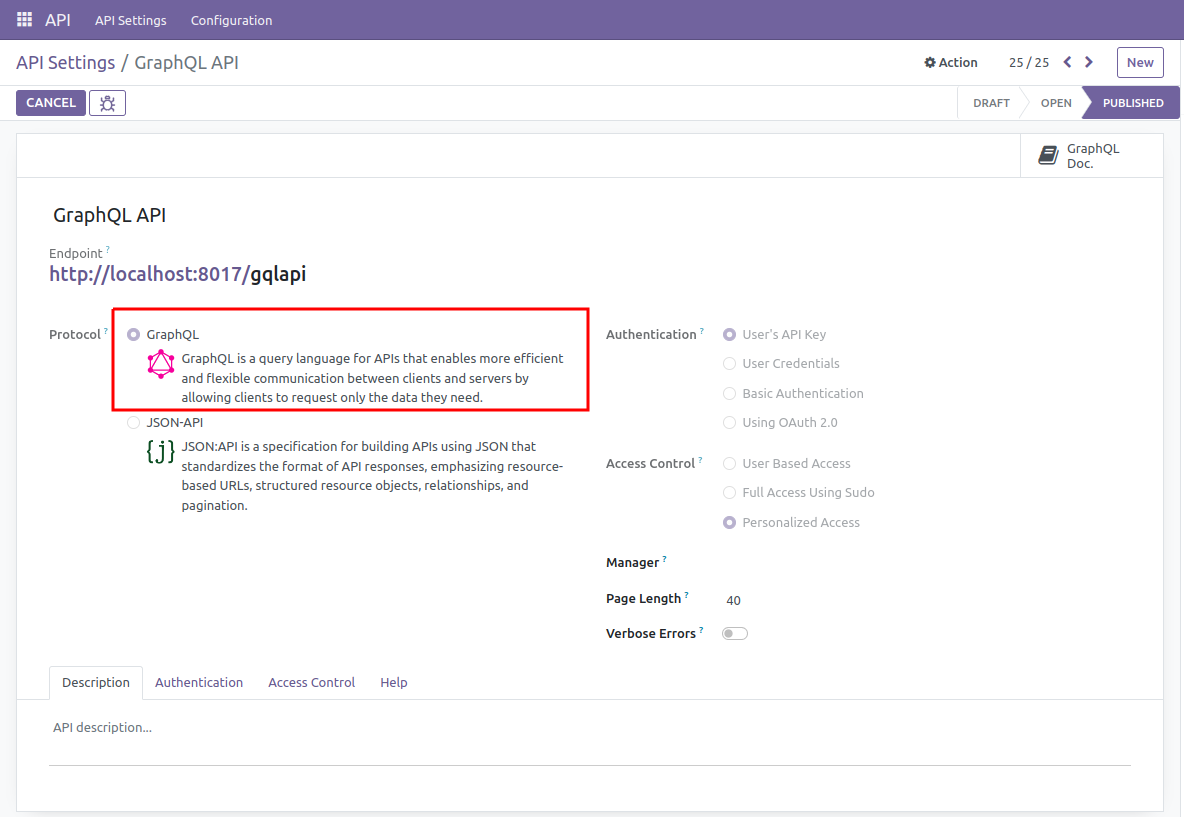 API API Settings Configuration
API Settings / GraphQL API
Action 25 / 25 New
CANCEL DRAFT OPEN PUBLISHED
GraphQL
Doc.
GraphQL API
Endpoint ?
http://localhost:8017/gqlapi
Protocol ? GraphQL
GraphQL is a query language for APIs that enables more efficient
and flexible communication between clients and servers by
allowing clients to request only the data they need.
JSON-API
{j} JSON:API is a specification for building APIs using JSON that
standardizes the format of API responses, emphasizing resource-
based URLs, structured resource objects, relationships, and
pagination.
Authentication ? User's API Key
User Credentials
Basic Authentication
Using OAuth 2.0
Access Control ? User Based Access
Full Access Using Sudo
Personalized Access
Manager ?
Page Length ? 40
Verbose Errors ?
Description Authentication Access Control Help
API description...